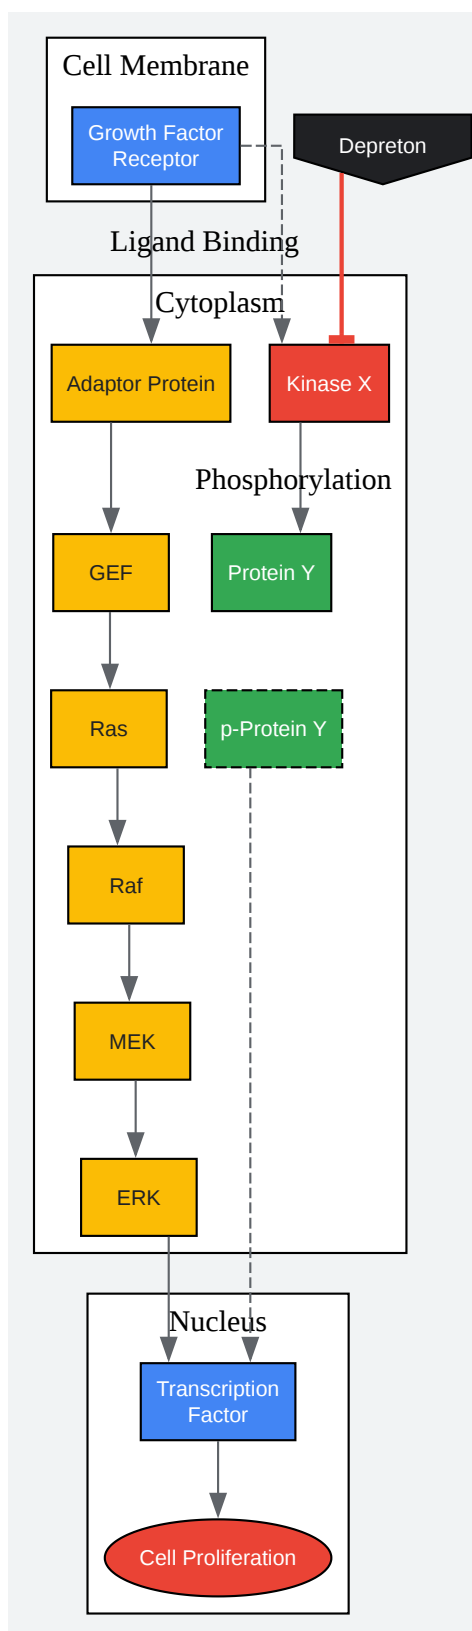 Cell Membrane
Growth Factor
Receptor
Depreton
Ligand Binding
Cytoplasm
Adaptor Protein
Kinase X
Phosphorylation
GEF
Protein Y
Ras
p-Protein Y
Raf
MEK
ERK
Nucleus
Transcription
Factor
Cell Proliferation